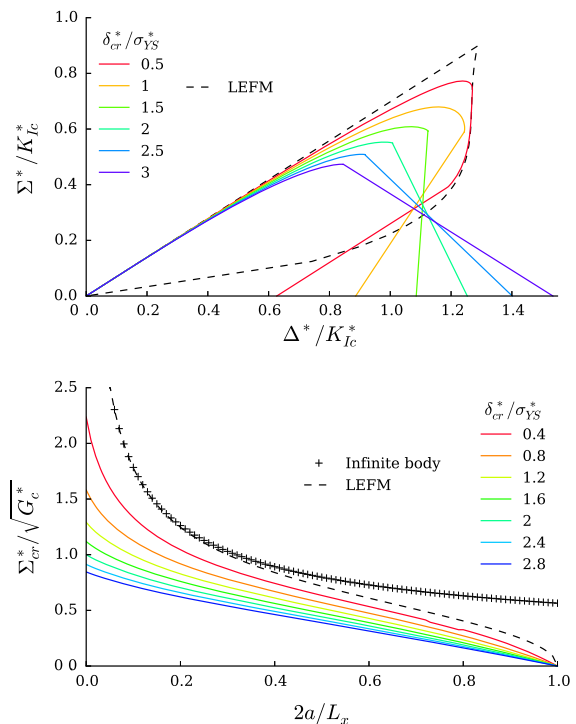 1.0
0.8
0.6
0.4
0.2
0.0
Σ*/K*Ic
δ*cr/σ*YS
0.5
1
1.5
2
2.5
3
LEFM
0.0 0.2 0.4 0.6 0.8 1.0 1.2 1.4 1.6
Δ*/K*Ic
2.5
2.0
1.5
1.0
0.5
0.0
Σ*cr/√G*c
Infinite body
LEFM
δ*cr/σ*YS
0.4
0.8
1.2
1.6
2
2.4
2.8
0.0 0.2 0.4 0.6 0.8 1.0
2a/Lx